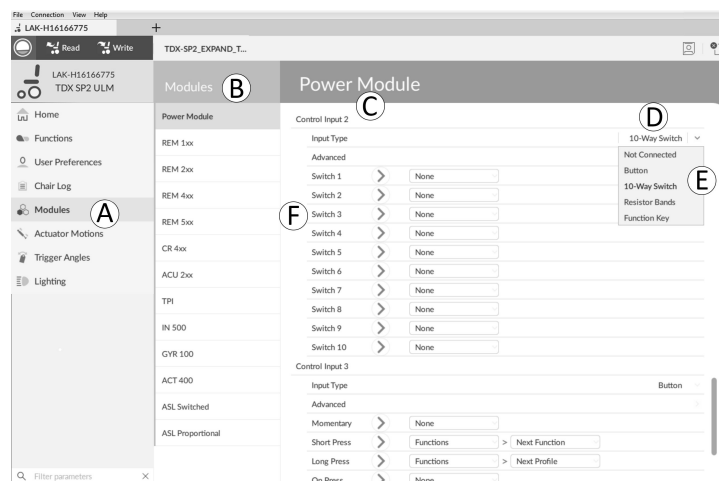 File Connection View Help
LAK-H16166775 +
Read Write TDX-SP2_EXPAND_T...
LAK-H16166775
TDX SP2 ULM
Modules B
Power Module
C
Home
Functions
User Preferences
Chair Log
Modules A
Actuator Motions
Trigger Angles
Lighting
Filter parameters ×
Power Module
REM 1xx
REM 2xx
REM 4xx
REM 5xx
CR 4xx
ACU 2xx
TPI
IN 500
GYR 100
ACT 400
ASL Switched
ASL Proportional
Control Input 2
D
Input Type 10-Way Switch
Advanced
Not Connected
Button
10-Way Switch
Resistor Bands
Function Key
E
F
Switch 1 None
Switch 2 None
Switch 3 None
Switch 4 None
Switch 5 None
Switch 6 None
Switch 7 None
Switch 8 None
Switch 9 None
Switch 10 None
Control Input 3
Input Type Button
Advanced
Momentary None
Short Press Functions > Next Function
Long Press Functions > Next Profile
On Press None